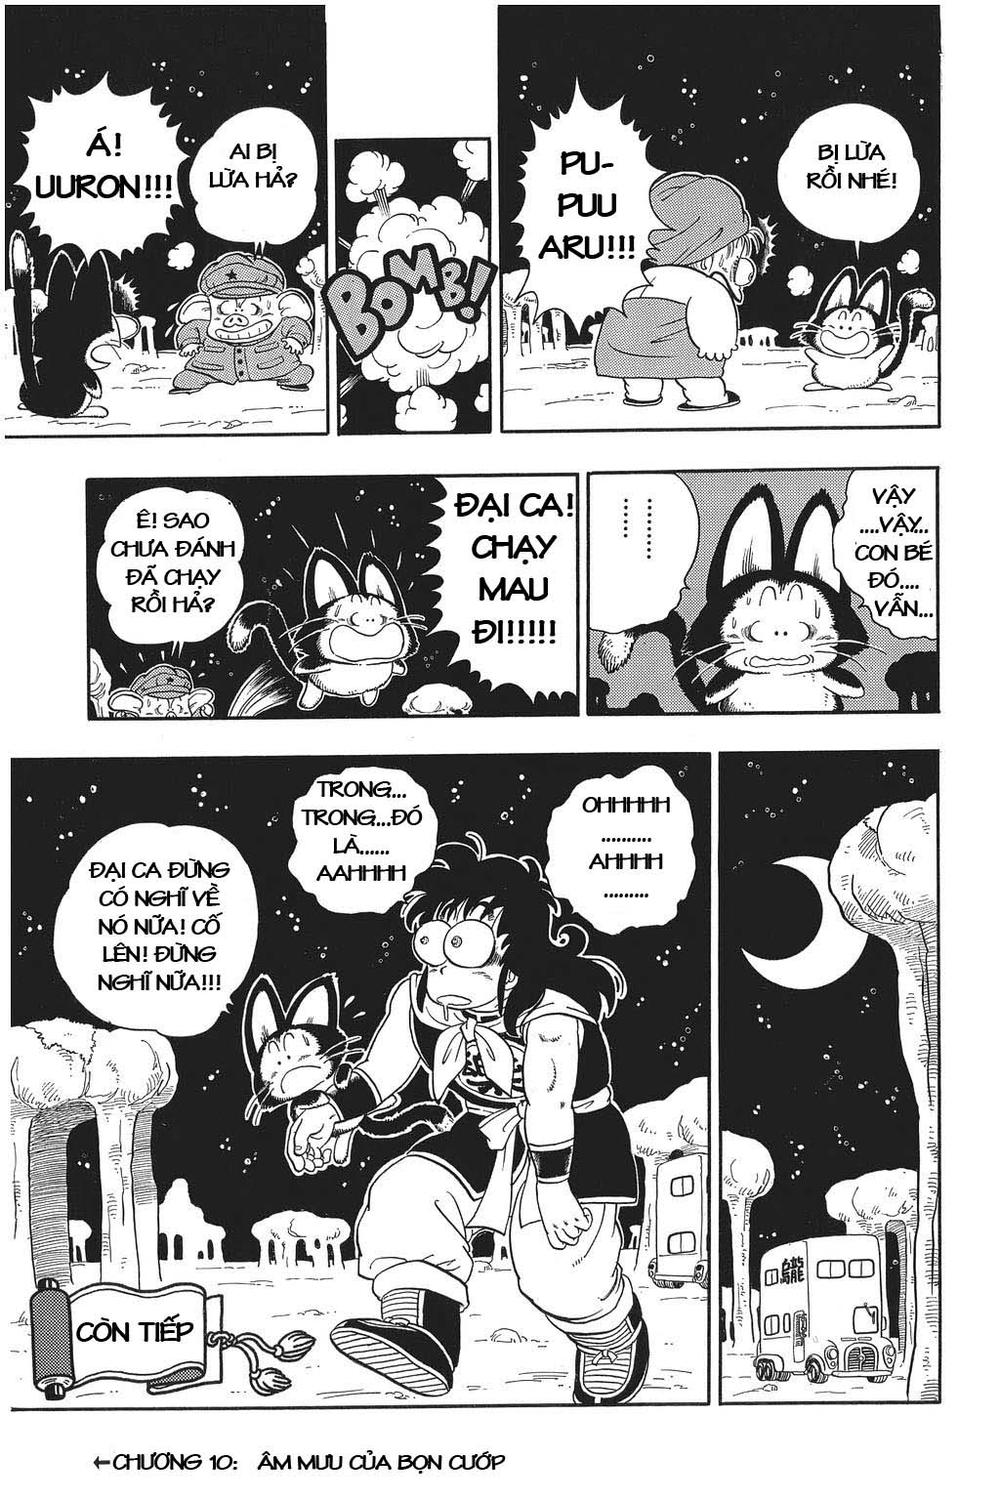 BỊ LỪA
RỒI NHÉ!
PU-
PUU
ARU!!!
BOMB!
AI BỊ
LỪA HẢ?
Á!
UURON!!!
VẬY
....VẬY...
CON BÉ
ĐÓ....
VẪN...
........
........
ĐẠI CA!
CHẠY
MAU
ĐI!!!!!
Ê! SAO
CHƯA ĐÁNH
ĐÃ CHẠY
RỒI HẢ?
烏龍
OHHHHH
..........
AHHHH
.........
TRONG...
TRONG...ĐÓ
LÀ......
AAHHHH
ĐẠI CA ĐỪNG
CÓ NGHĨ VỀ
NÓ NỮA! CỐ
LÊN! ĐỪNG
NGHĨ NỮA!!!
CÒN TIẾP
←CHƯƠNG 10: ÂM MƯU CỦA BỌN CƯỚP